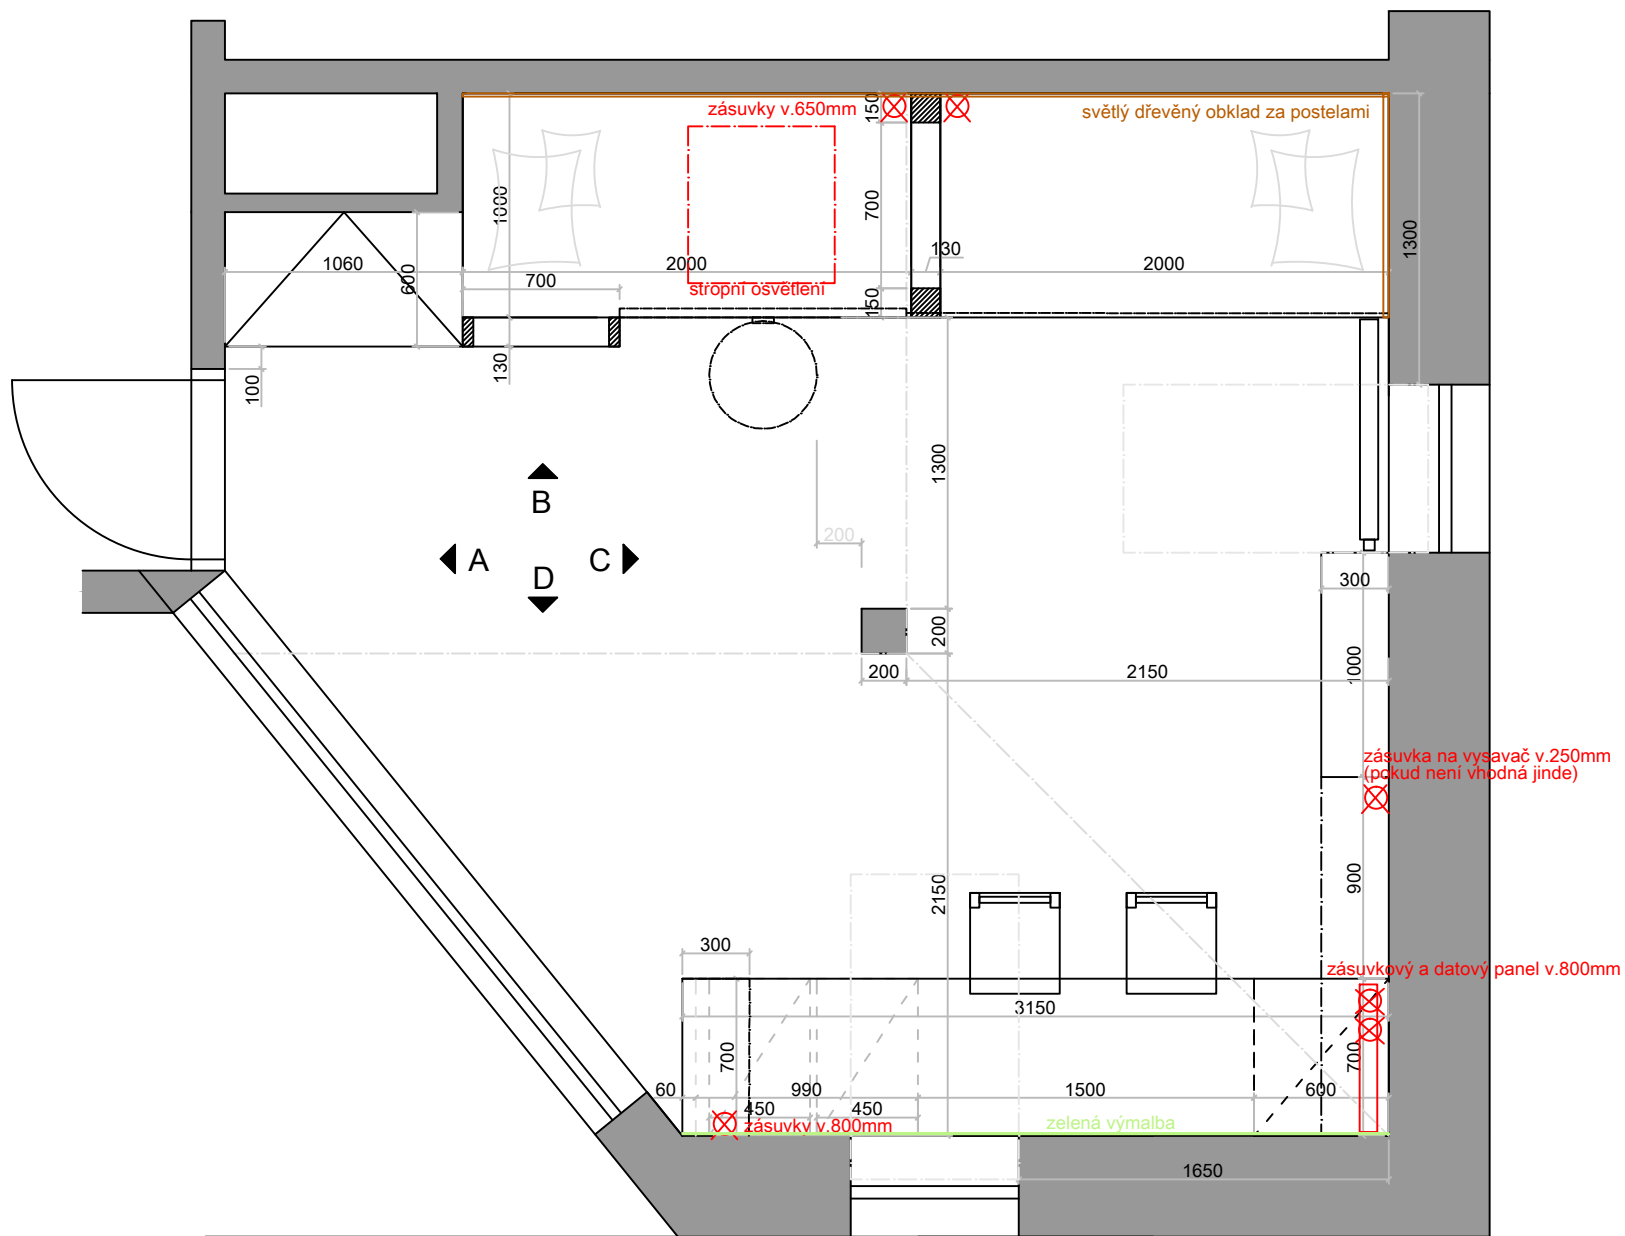 zásuvky v.650mm
150
světlý dřevěný obklad za postelami
1000
700
1300
130
1060
600
2000
2000
700
stropní osvětlení
150
100
130
B
1300
200
A
C
D
300
200
200
2150
1000
zásuvka na vysavač v.250mm
(pokud není vhodná jinde)
900
2150
300
zásuvkový a datový panel v.800mm
3150
700
700
60
990
1500
600
450
450
zásuvky v.800mm
zelená výmalba
1650